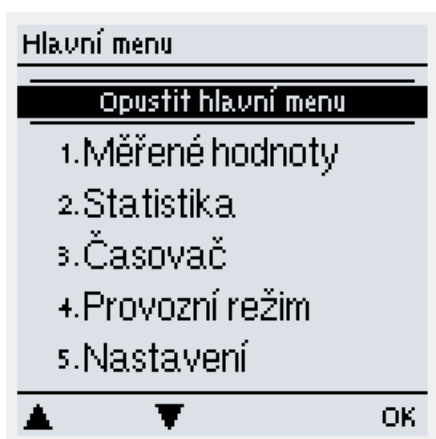 Hlavní menu
Opustit hlavní menu
1.Měřené hodnoty
2.Statistika
3.Časovač
4.Provozní režim
5.Nastavení
▲ ▼ OK